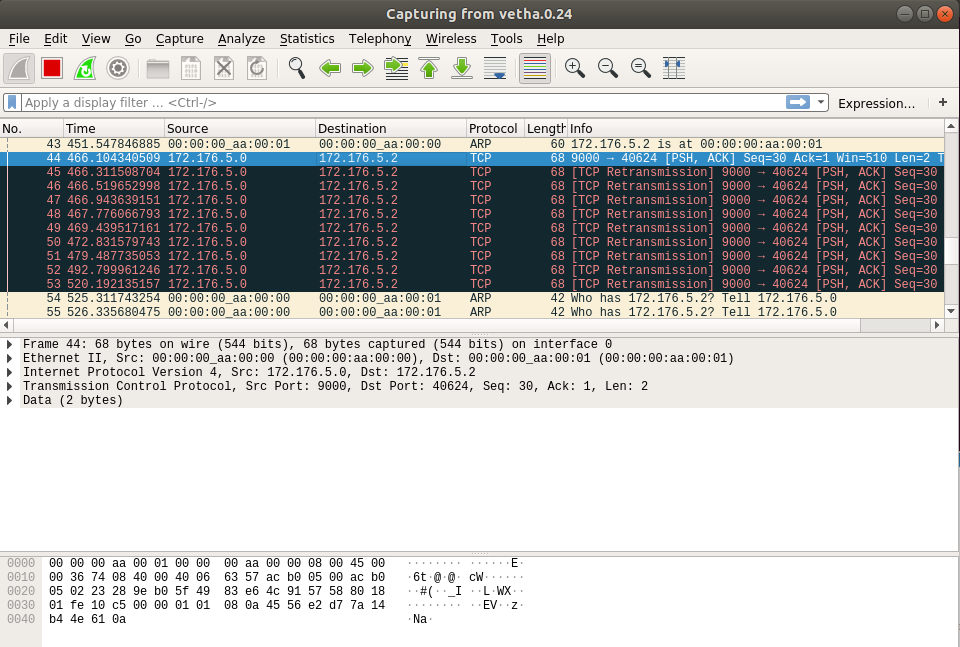 Capturing from vetha.0.24
File Edit View Go Capture Analyze Statistics Telephony Wireless Tools Help
Apply a display filter ... <Ctrl-/> Expression... +
No. Time Source Destination Protocol Length Info
43 451.547846885 00:00:00_aa:00:01 00:00:00_aa:00:00 ARP 60 172.176.5.2 is at 00:00:00:aa:00:01
44 466.104340509 172.176.5.0 172.176.5.2 TCP 68 9000 → 40624 [PSH, ACK] Seq=30 Ack=1 Win=510 Len=2 T
45 466.311508704 172.176.5.0 172.176.5.2 TCP 68 [TCP Retransmission] 9000 → 40624 [PSH, ACK] Seq=30
46 466.519652998 172.176.5.0 172.176.5.2 TCP 68 [TCP Retransmission] 9000 → 40624 [PSH, ACK] Seq=30
47 466.943639151 172.176.5.0 172.176.5.2 TCP 68 [TCP Retransmission] 9000 → 40624 [PSH, ACK] Seq=30
48 467.776066793 172.176.5.0 172.176.5.2 TCP 68 [TCP Retransmission] 9000 → 40624 [PSH, ACK] Seq=30
49 469.439517161 172.176.5.0 172.176.5.2 TCP 68 [TCP Retransmission] 9000 → 40624 [PSH, ACK] Seq=30
50 472.831579743 172.176.5.0 172.176.5.2 TCP 68 [TCP Retransmission] 9000 → 40624 [PSH, ACK] Seq=30
51 479.487735053 172.176.5.0 172.176.5.2 TCP 68 [TCP Retransmission] 9000 → 40624 [PSH, ACK] Seq=30
52 492.799961246 172.176.5.0 172.176.5.2 TCP 68 [TCP Retransmission] 9000 → 40624 [PSH, ACK] Seq=30
53 520.192135157 172.176.5.0 172.176.5.2 TCP 68 [TCP Retransmission] 9000 → 40624 [PSH, ACK] Seq=30
54 525.311743254 00:00:00_aa:00:00 00:00:00_aa:00:01 ARP 42 Who has 172.176.5.2? Tell 172.176.5.0
55 526.335680475 00:00:00_aa:00:00 00:00:00_aa:00:01 ARP 42 Who has 172.176.5.2? Tell 172.176.5.0
Frame 44: 68 bytes on wire (544 bits), 68 bytes captured (544 bits) on interface 0
Ethernet II, Src: 00:00:00_aa:00:00 (00:00:00:aa:00:00), Dst: 00:00:00_aa:00:01 (00:00:00:aa:00:01)
Internet Protocol Version 4, Src: 172.176.5.0, Dst: 172.176.5.2
Transmission Control Protocol, Src Port: 9000, Dst Port: 40624, Seq: 30, Ack: 1, Len: 2
Data (2 bytes)
0000 00 00 00 aa 00 01 00 00 00 aa 00 00 08 00 45 00 ········ ······E·
0010 00 36 74 08 40 00 40 06 63 57 ac b0 05 00 ac b0 ·6t·@·@· cW······
0020 05 02 23 28 9e b0 5f 49 83 e6 4c 91 57 58 80 18 ··#(··_I ··L·WX··
0030 01 fe 10 c5 00 00 01 01 08 0a 45 56 e2 d7 7a 14 ········ ··EV··z·
0040 b4 4e 61 0a ·Na·